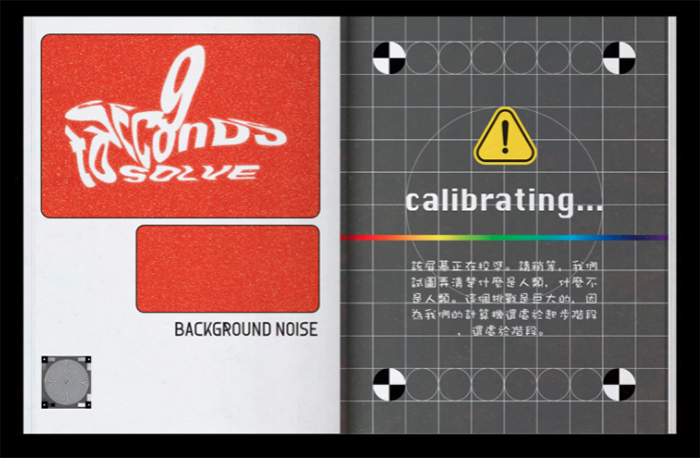 9
seconds
to SOLVE
BACKGROUND NOISE
calibrating...
該屏幕正在校準。請稍等，我們
試圖弄清楚什麼是人類，什麼不
是人類。這個挑戰是巨大的，因
為我們的計算機還處於起步階段
，還處於階段。